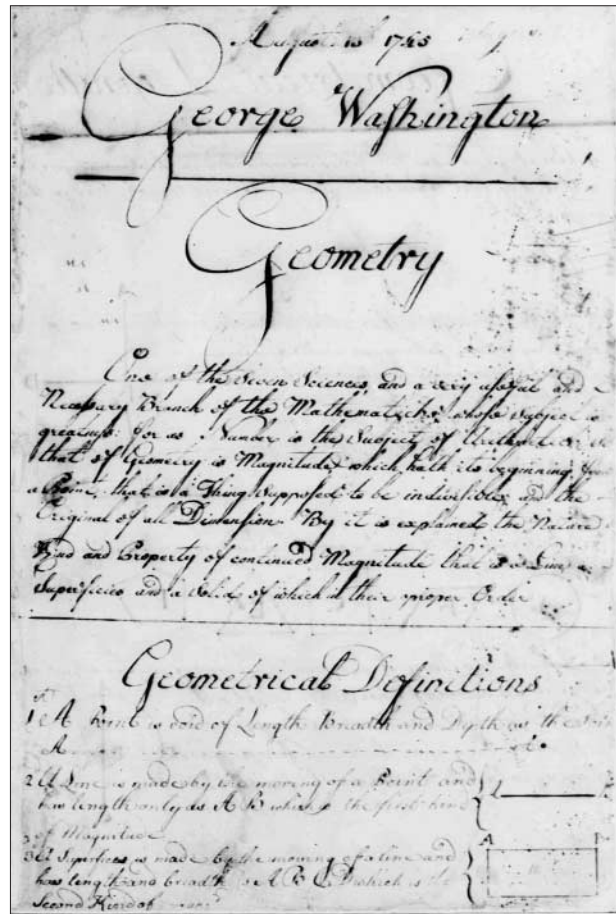 August 13 1745
George Washington
Geometry
One of the Seven Sciences, and a very useful and
Necessary Branch of the Mathematicks, whose Subject is
greatness: for as Number is the Subject of Arithmetick
that of Geometry is Magnitude which hath its beginning from
a Point, that is a Thing supposed to be indivisible and the
Original of all Dimension By it is explained the Nature
Kind and Property of continued Magnitude that is a Line a
Superficies and a Solid of which in their proper Order
Geometrical Definitions
1 A Point is void of Length Breadth and Depth as the
A
2 A Line is made by the moving of a Point and
has length only as A B which is the first kind
of Magnitude
3 A Superficies is made by the moving of a line and
has length and breadth as A B C D which is the
Second Kind of
A